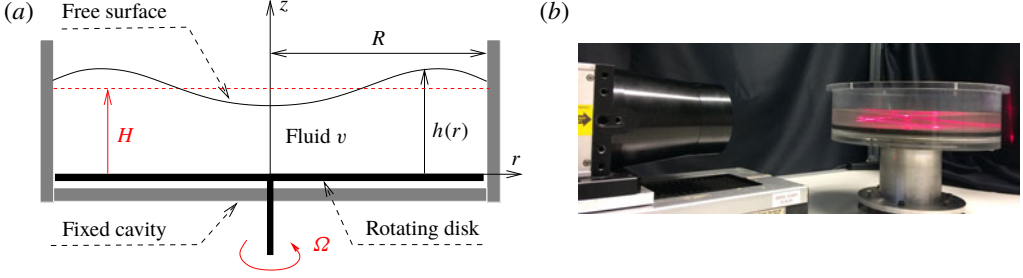 (a)
z
Free surface
R
H
Fluid ν
h(r)
r
Fixed cavity
Rotating disk
Ω
(b)